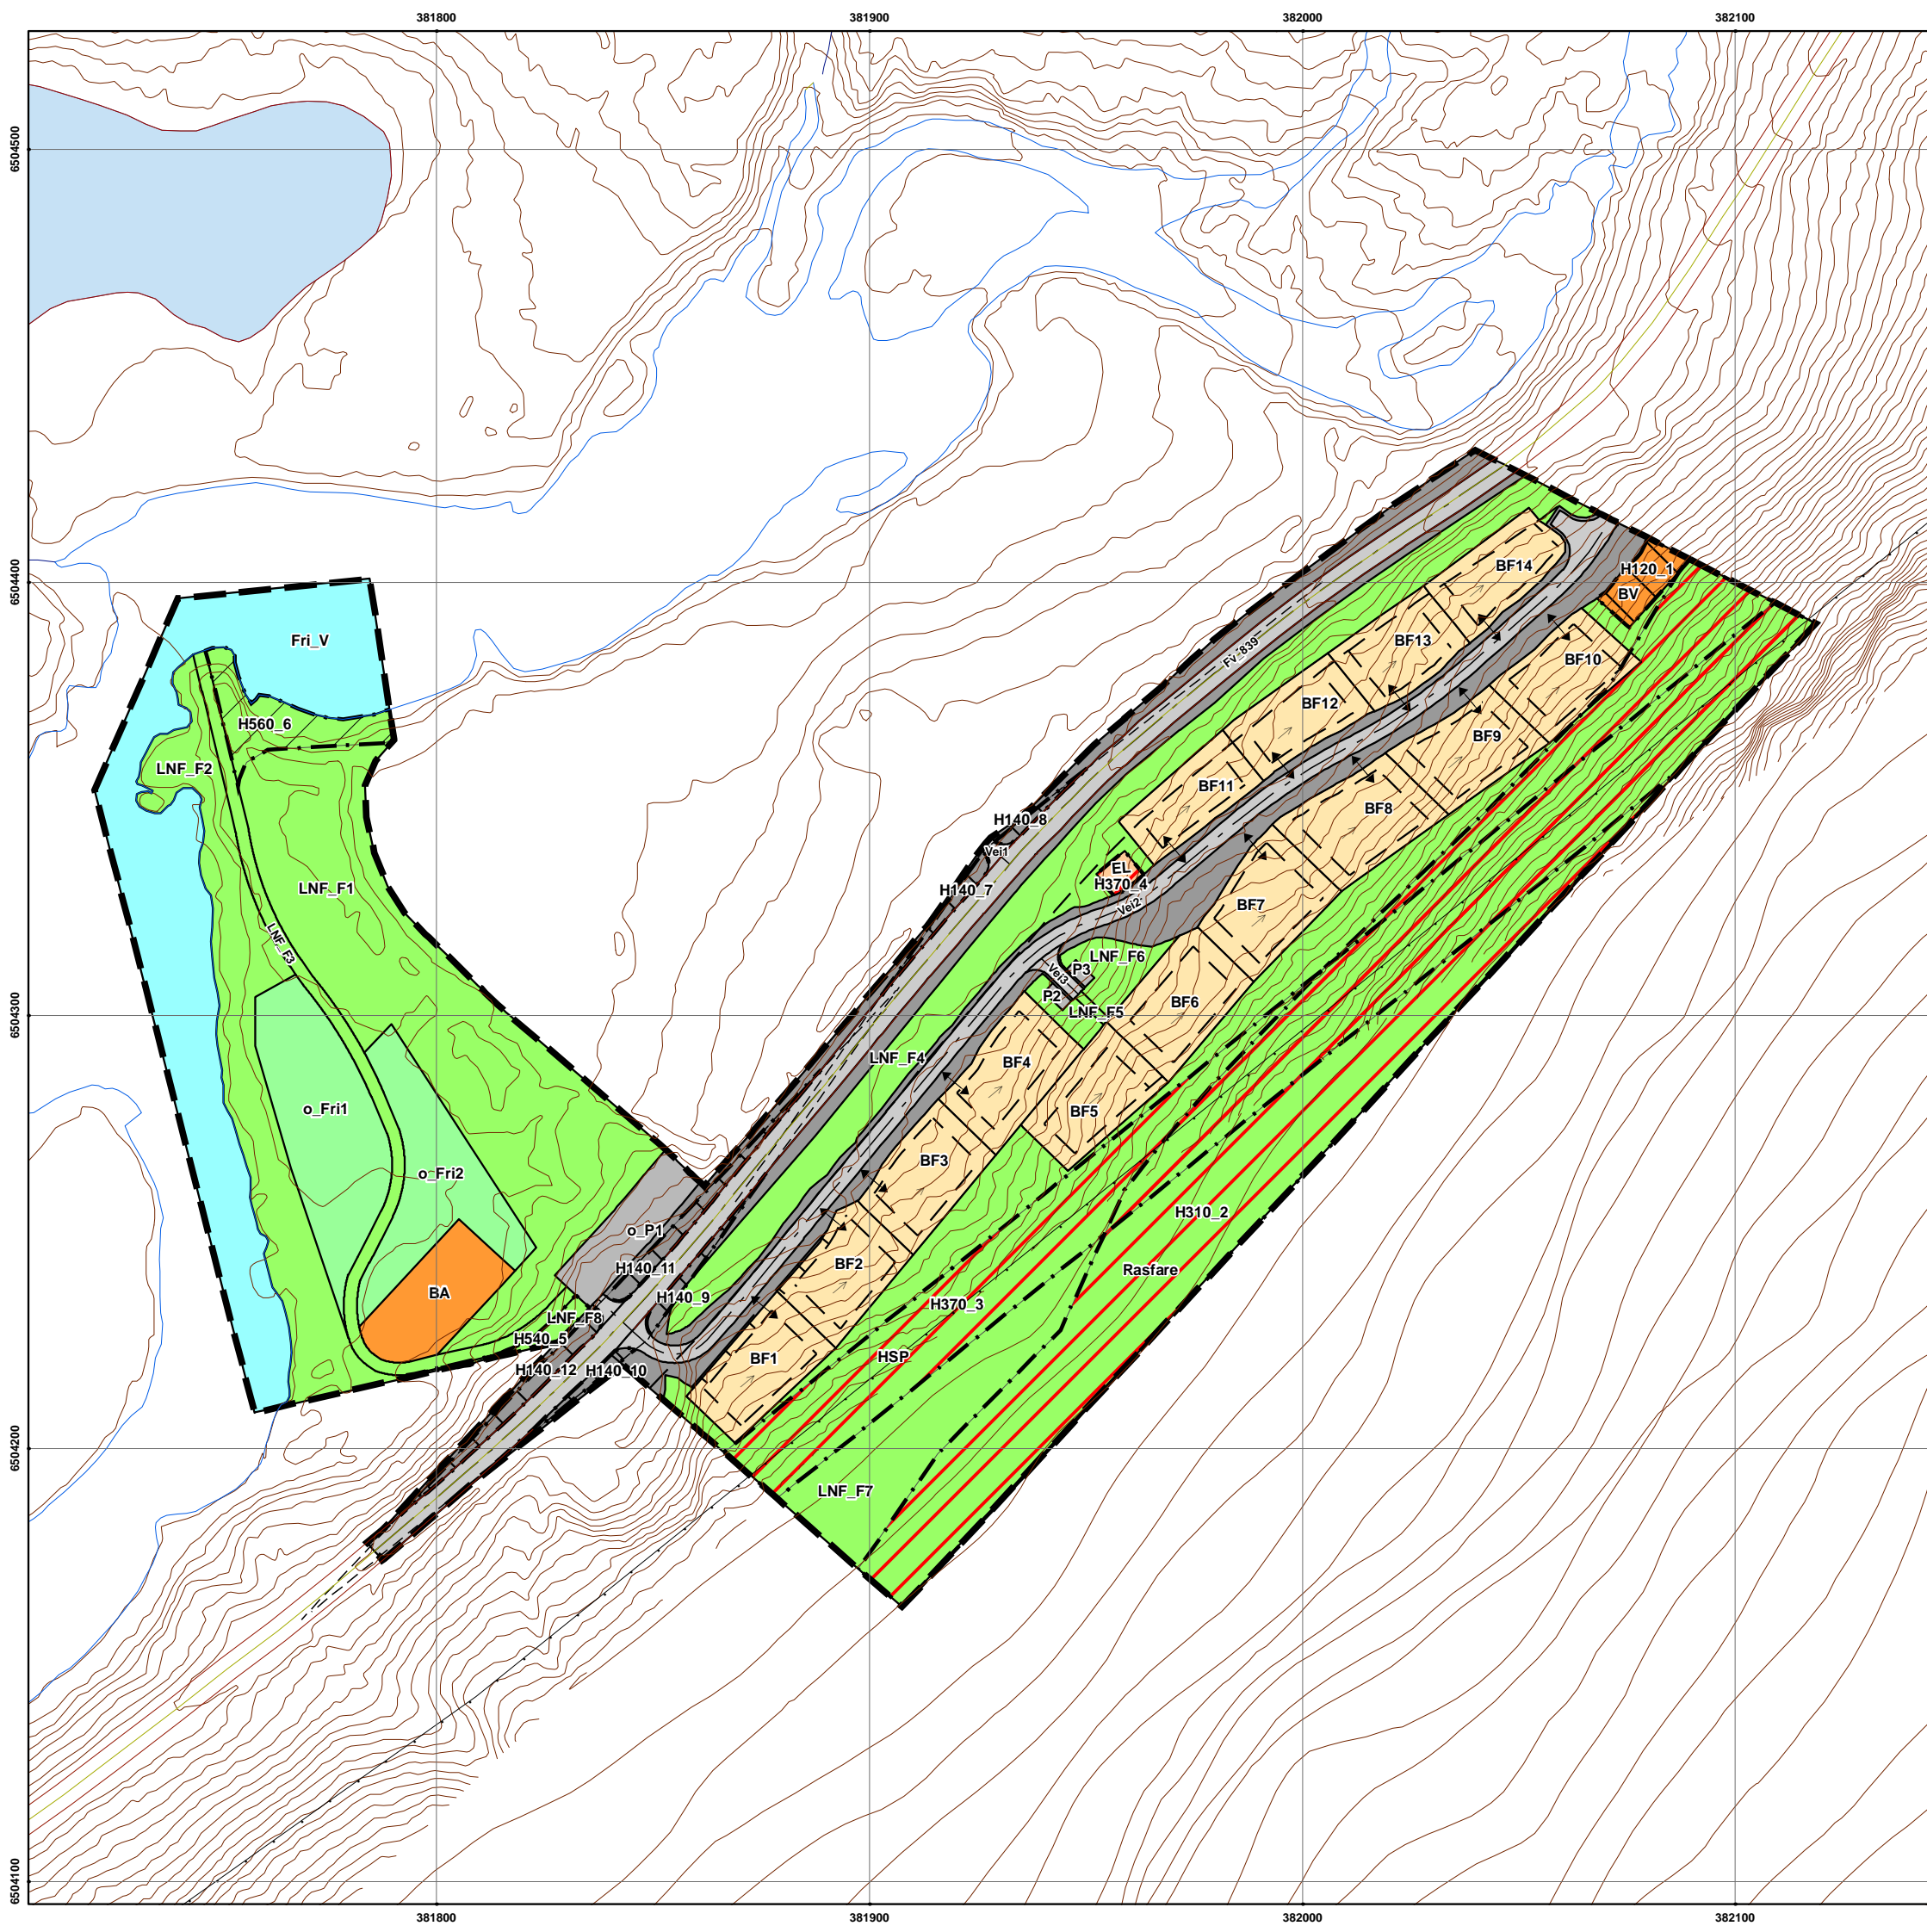 381800
381900
382000
382100
6504500
6504400
6504300
6504200
6504100
Fri_V
H560_6
LNF_F2
LNF_F1
LNF_F3
o_Fri1
o_Fri2
BA
o_P1
H140_11
H140_9
LNF_F8
H540_5
H140_12
H140_10
H120_1
BV
BF14
BF13
BF10
Fv_839
BF12
BF9
BF11
BF8
H140_8
Vei1
H140_7
EL
H370_4
Vei2
BF7
LNF_F6
P3
Vei3
P2
BF6
LNF_F5
LNF_F4
BF4
BF5
BF3
H310_2
BF2
Rasfare
H370_3
BF1
HSP
LNF_F7
381800
381900
382000
382100